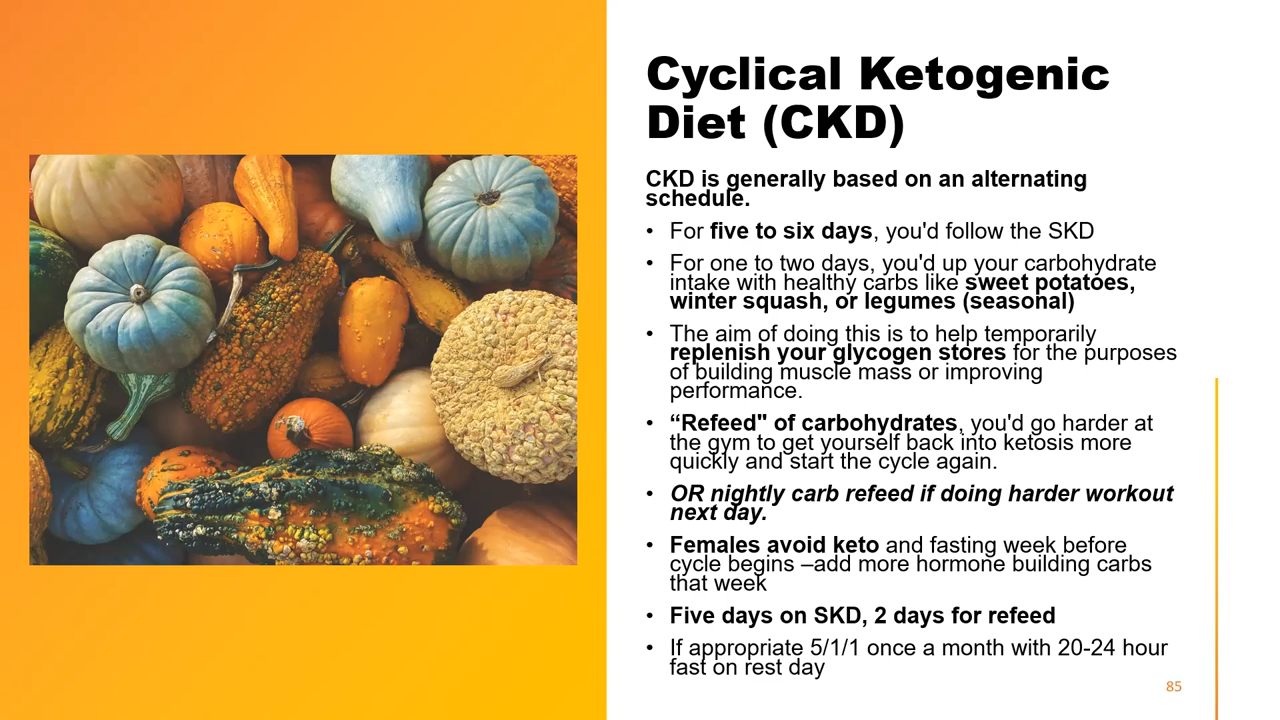 Cyclical Ketogenic
Diet (CKD)
CKD is generally based on an alternating
schedule.
• For five to six days, you'd follow the SKD
• For one to two days, you'd up your carbohydrate
intake with healthy carbs like sweet potatoes,
winter squash, or legumes (seasonal)
• The aim of doing this is to help temporarily
replenish your glycogen stores for the purposes
of building muscle mass or improving
performance.
• “Refeed" of carbohydrates, you'd go harder at
the gym to get yourself back into ketosis more
quickly and start the cycle again.
• OR nightly carb refeed if doing harder workout
next day.
• Females avoid keto and fasting week before
cycle begins –add more hormone building carbs
that week
• Five days on SKD, 2 days for refeed
• If appropriate 5/1/1 once a month with 20-24 hour
fast on rest day
85